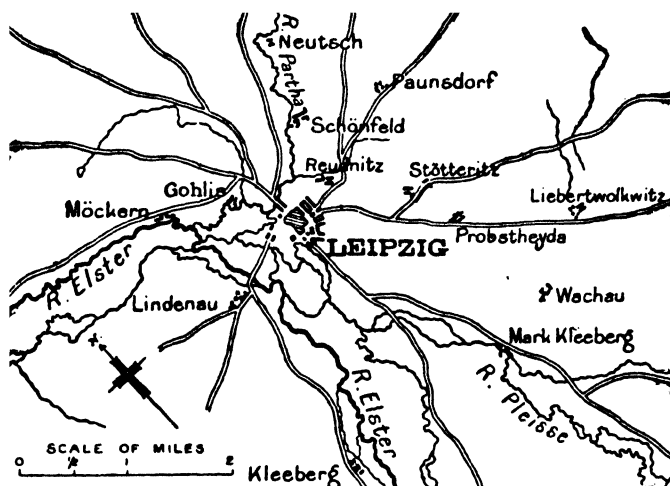 Neutsch
R. Partha
Paunsdorf
Schönfeld
Reudnitz
Stötteritz
Gohlis
Liebertwolkwitz
Möckern
Probstheyda
LEIPZIG
R. Elster
Lindenau
Wachau
Mark Kleeberg
R. Elster
R. Pleisse
SCALE OF MILES
0 ½ 1 2
Kleeberg